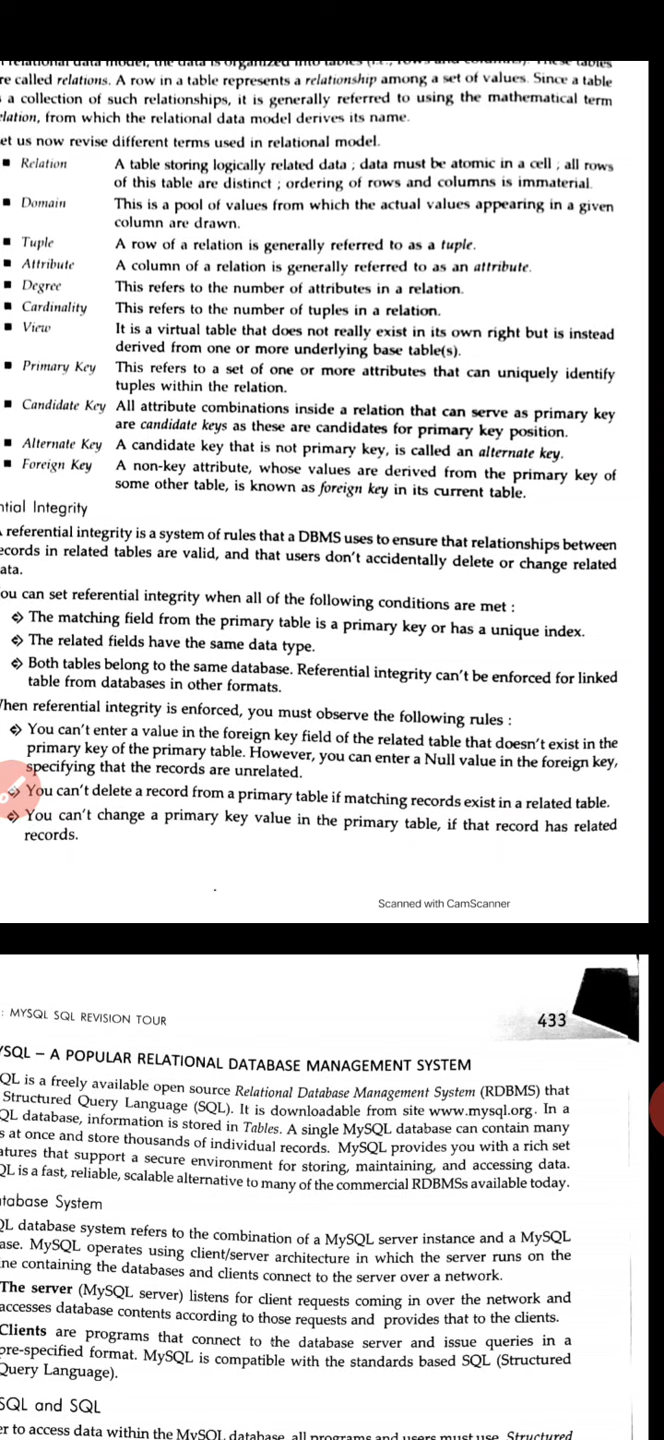 relational data model, the data is organized into tables (i.e., rows and columns). These tables
re called relations. A row in a table represents a relationship among a set of values. Since a table
a collection of such relationships, it is generally referred to using the mathematical term
lation, from which the relational data model derives its name.
et us now revise different terms used in relational model.
■ Relation A table storing logically related data ; data must be atomic in a cell ; all rows
of this table are distinct ; ordering of rows and columns is immaterial.
■ Domain This is a pool of values from which the actual values appearing in a given
column are drawn.
■ Tuple A row of a relation is generally referred to as a tuple.
■ Attribute A column of a relation is generally referred to as an attribute.
■ Degree This refers to the number of attributes in a relation.
■ Cardinality This refers to the number of tuples in a relation.
■ View It is a virtual table that does not really exist in its own right but is instead
derived from one or more underlying base table(s).
■ Primary Key This refers to a set of one or more attributes that can uniquely identify
tuples within the relation.
■ Candidate Key All attribute combinations inside a relation that can serve as primary key
are candidate keys as these are candidates for primary key position.
■ Alternate Key A candidate key that is not primary key, is called an alternate key.
■ Foreign Key A non-key attribute, whose values are derived from the primary key of
some other table, is known as foreign key in its current table.
ntial Integrity
referential integrity is a system of rules that a DBMS uses to ensure that relationships between
ecords in related tables are valid, and that users don't accidentally delete or change related
ata.
ou can set referential integrity when all of the following conditions are met :
The matching field from the primary table is a primary key or has a unique index.
The related fields have the same data type.
Both tables belong to the same database. Referential integrity can't be enforced for linked
table from databases in other formats.
hen referential integrity is enforced, you must observe the following rules :
You can't enter a value in the foreign key field of the related table that doesn't exist in the
primary key of the primary table. However, you can enter a Null value in the foreign key,
specifying that the records are unrelated.
You can't delete a record from a primary table if matching records exist in a related table.
You can't change a primary key value in the primary table, if that record has related
records.
Scanned with CamScanner
: MYSQL SQL REVISION TOUR
433
YSQL – A POPULAR RELATIONAL DATABASE MANAGEMENT SYSTEM
QL is a freely available open source Relational Database Management System (RDBMS) that
Structured Query Language (SQL). It is downloadable from site www.mysql.org. In a
QL database, information is stored in Tables. A single MySQL database can contain many
s at once and store thousands of individual records. MySQL provides you with a rich set
atures that support a secure environment for storing, maintaining, and accessing data.
QL is a fast, reliable, scalable alternative to many of the commercial RDBMSs available today.
tabase System
QL database system refers to the combination of a MySQL server instance and a MySQL
ase. MySQL operates using client/server architecture in which the server runs on the
ne containing the databases and clients connect to the server over a network.
The server (MySQL server) listens for client requests coming in over the network and
accesses database contents according to those requests and provides that to the clients.
Clients are programs that connect to the database server and issue queries in a
pre-specified format. MySQL is compatible with the standards based SQL (Structured
Query Language).
SQL and SQL
er to access data within the MySQL database, all programs and users must use, Structured